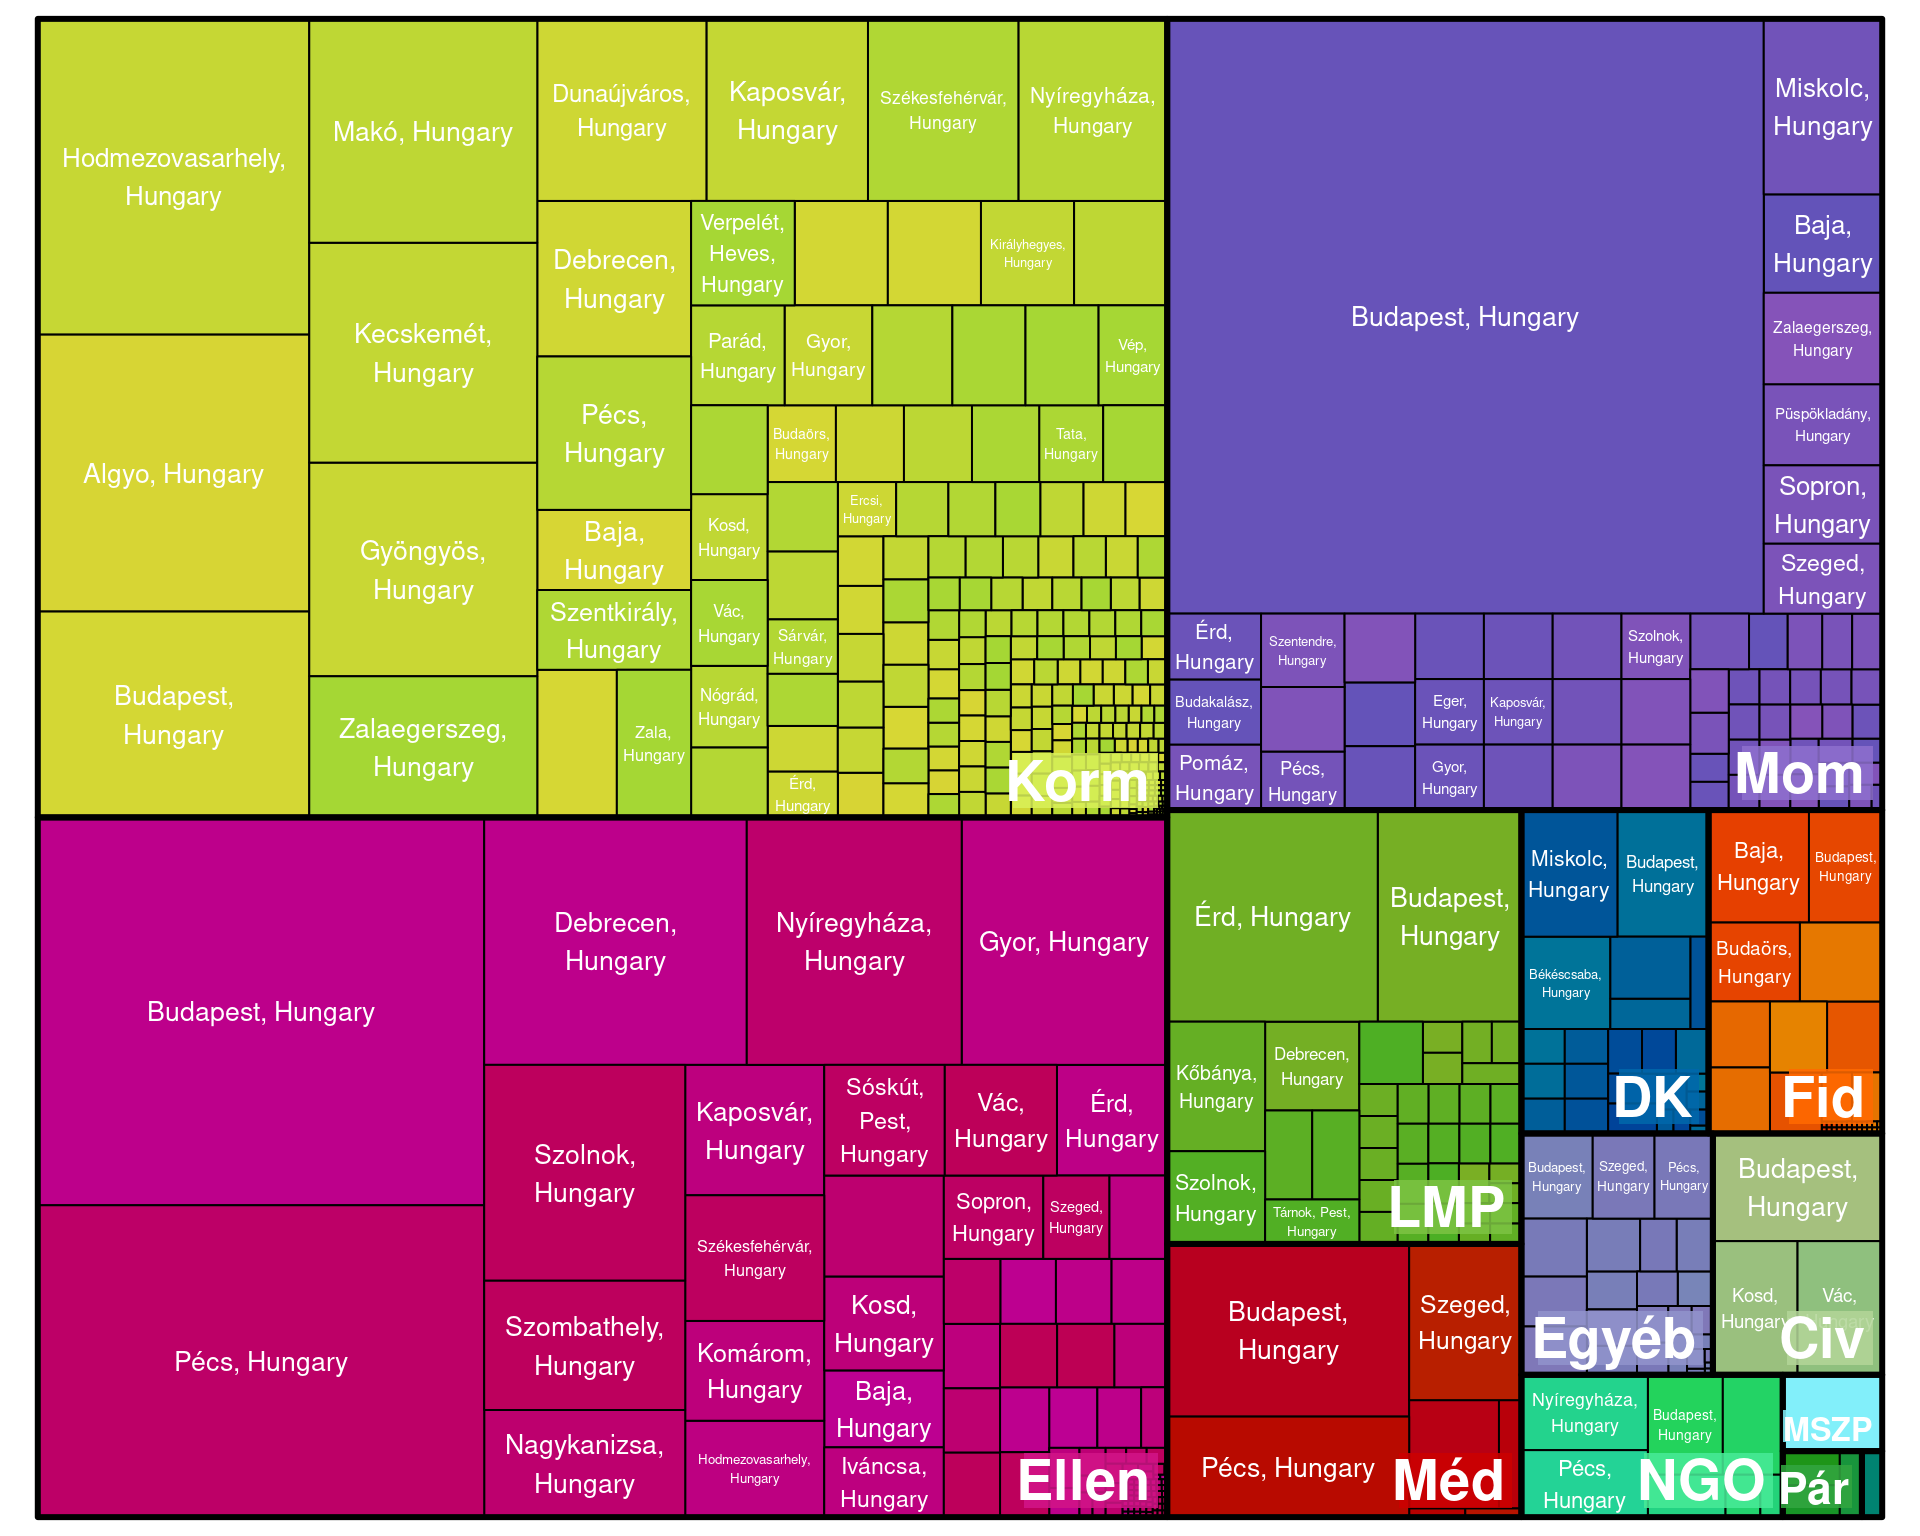 Hodmezovasarhely,
Hungary
Algyo, Hungary
Budapest,
Hungary
Makó, Hungary
Kecskemét,
Hungary
Gyöngyös,
Hungary
Zalaegerszeg,
Hungary
Dunaújváros,
Hungary
Kaposvár,
Hungary
Székesfehérvár,
Hungary
Nyíregyháza,
Hungary
Debrecen,
Hungary
Pécs,
Hungary
Baja,
Hungary
Szentkirály,
Hungary
Zala,
Hungary
Verpelét,
Heves,
Hungary
Királyhegyes,
Hungary
Parád,
Hungary
Gyor,
Hungary
Vép,
Hungary
Budaörs,
Hungary
Tata,
Hungary
Kosd,
Hungary
Ercsi,
Hungary
Vác,
Hungary
Sárvár,
Hungary
Nógrád,
Hungary
Érd,
Hungary
Korm
Budapest, Hungary
Miskolc,
Hungary
Baja,
Hungary
Zalaegerszeg,
Hungary
Püspökladány,
Hungary
Sopron,
Hungary
Szeged,
Hungary
Érd,
Hungary
Szentendre,
Hungary
Szolnok,
Hungary
Budakalász,
Hungary
Eger,
Hungary
Kaposvár,
Hungary
Pomáz,
Hungary
Pécs,
Hungary
Gyor,
Hungary
Mom
Budapest, Hungary
Pécs, Hungary
Debrecen,
Hungary
Nyíregyháza,
Hungary
Gyor, Hungary
Szolnok,
Hungary
Szombathely,
Hungary
Nagykanizsa,
Hungary
Kaposvár,
Hungary
Székesfehérvár,
Hungary
Komárom,
Hungary
Hodmezovasarhely,
Hungary
Sóskút,
Pest,
Hungary
Vác,
Hungary
Érd,
Hungary
Sopron,
Hungary
Szeged,
Hungary
Kosd,
Hungary
Baja,
Hungary
Iváncsa,
Hungary
Ellen
Érd, Hungary
Budapest,
Hungary
Kőbánya,
Hungary
Debrecen,
Hungary
Szolnok,
Hungary
Tárnok, Pest,
Hungary
LMP
Miskolc,
Hungary
Budapest,
Hungary
Békéscsaba,
Hungary
DK
Baja,
Hungary
Budapest,
Hungary
Budaörs,
Hungary
Fid
Budapest,
Hungary
Szeged,
Hungary
Pécs,
Hungary
Egyéb
Budapest,
Hungary
Kosd,
Hungary
Vác,
Hungary
Civ
Budapest,
Hungary
Szeged,
Hungary
Pécs, Hungary
Méd
Nyíregyháza,
Hungary
Budapest,
Hungary
Pécs,
Hungary
NGO
MSZP
Pár